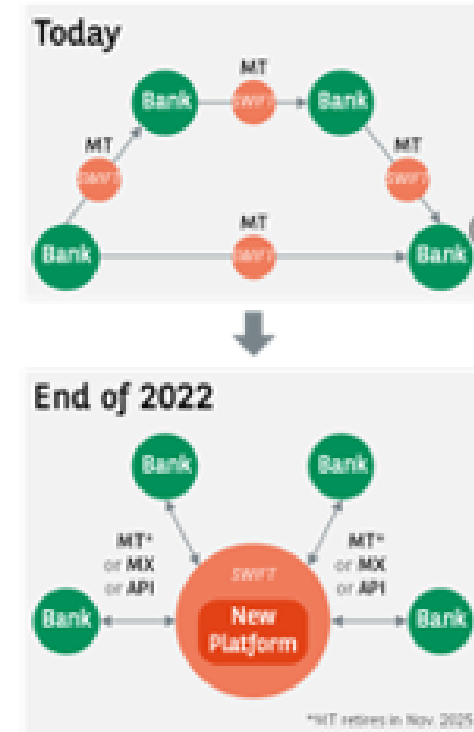 Today
MT
Bank
SWIFT
Bank
MT
MT
SWIFT
SWIFT
MT
Bank
SWIFT
Bank
End of 2022
Bank
Bank
MT*
MT*
or MX
or MX
SWIFT
or API
or API
Bank
New
Platform
Bank
*MT retires in Nov. 2025